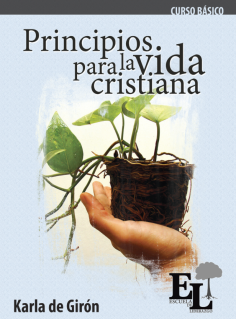 CURSO BÁSICO
Principios
para la vida
cristiana
EL
ESCUELA
Karla de Girón